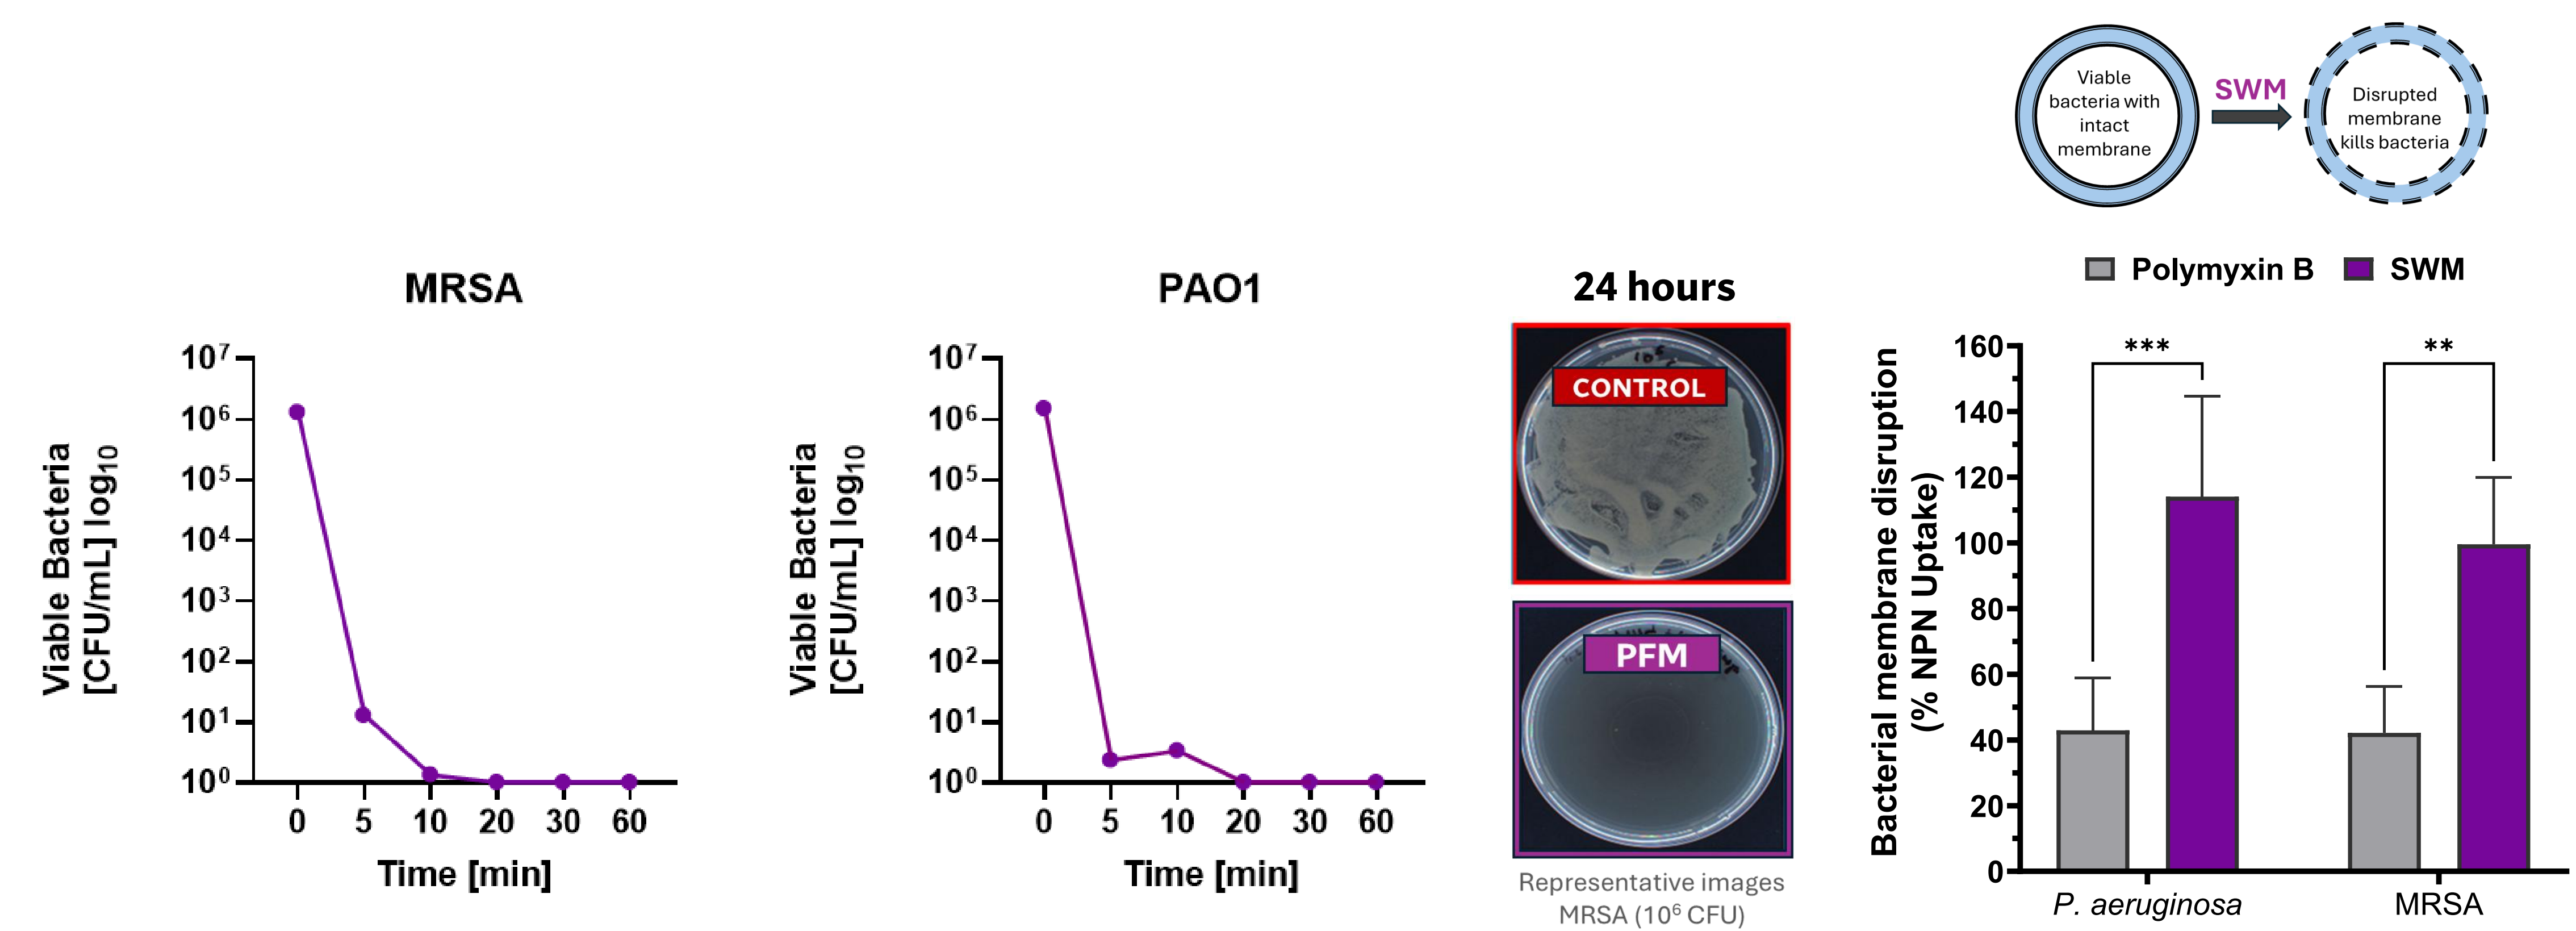 Viable
bacteria with
intact
membrane
SWM
Disrupted
membrane
kills bacteria
MRSA
Viable Bacteria
[CFU/mL] log₁₀
10⁷
10⁶
10⁵
10⁴
10³
10²
10¹
10⁰
0 5 10 20 30 60
Time [min]
PAO1
Viable Bacteria
[CFU/mL] log₁₀
10⁷
10⁶
10⁵
10⁴
10³
10²
10¹
10⁰
0 5 10 20 30 60
Time [min]
24 hours
CONTROL
PFM
Representative images
MRSA (10⁶ CFU)
Polymyxin B SWM
Bacterial membrane disruption
(% NPN Uptake)
160
140
120
100
80
60
40
20
0
*** **
P. aeruginosa MRSA